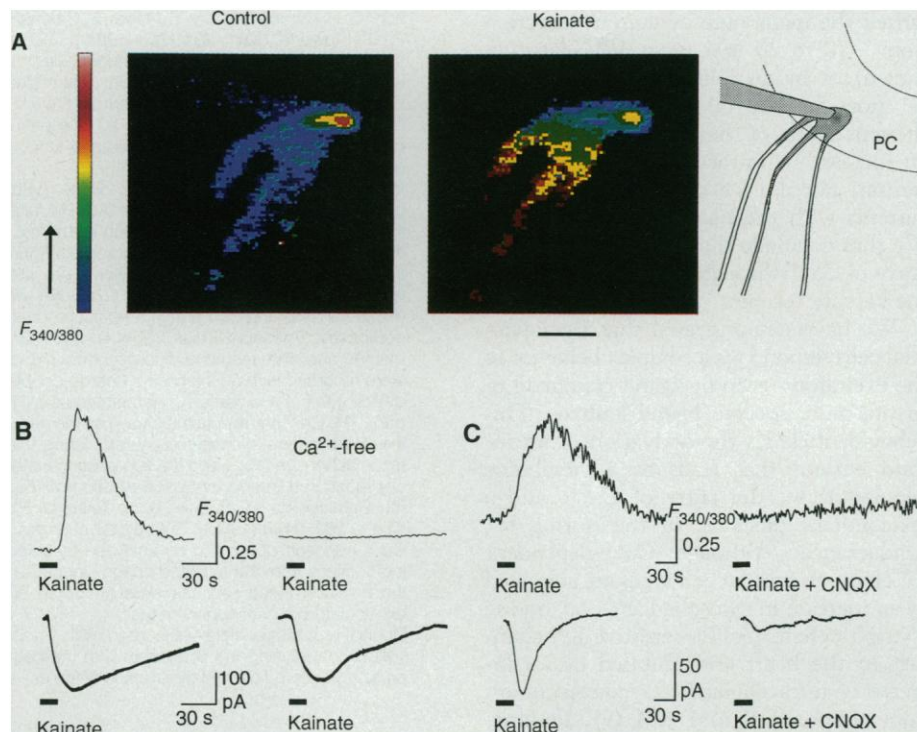 Control
Kainate
A
PC
F340/380
B
Ca2+-free
C
F340/380
0.25
30 s
Kainate
Kainate
F340/380
0.25
30 s
Kainate
Kainate + CNQX
100
pA
30 s
Kainate
Kainate
50
pA
30 s
Kainate
Kainate + CNQX